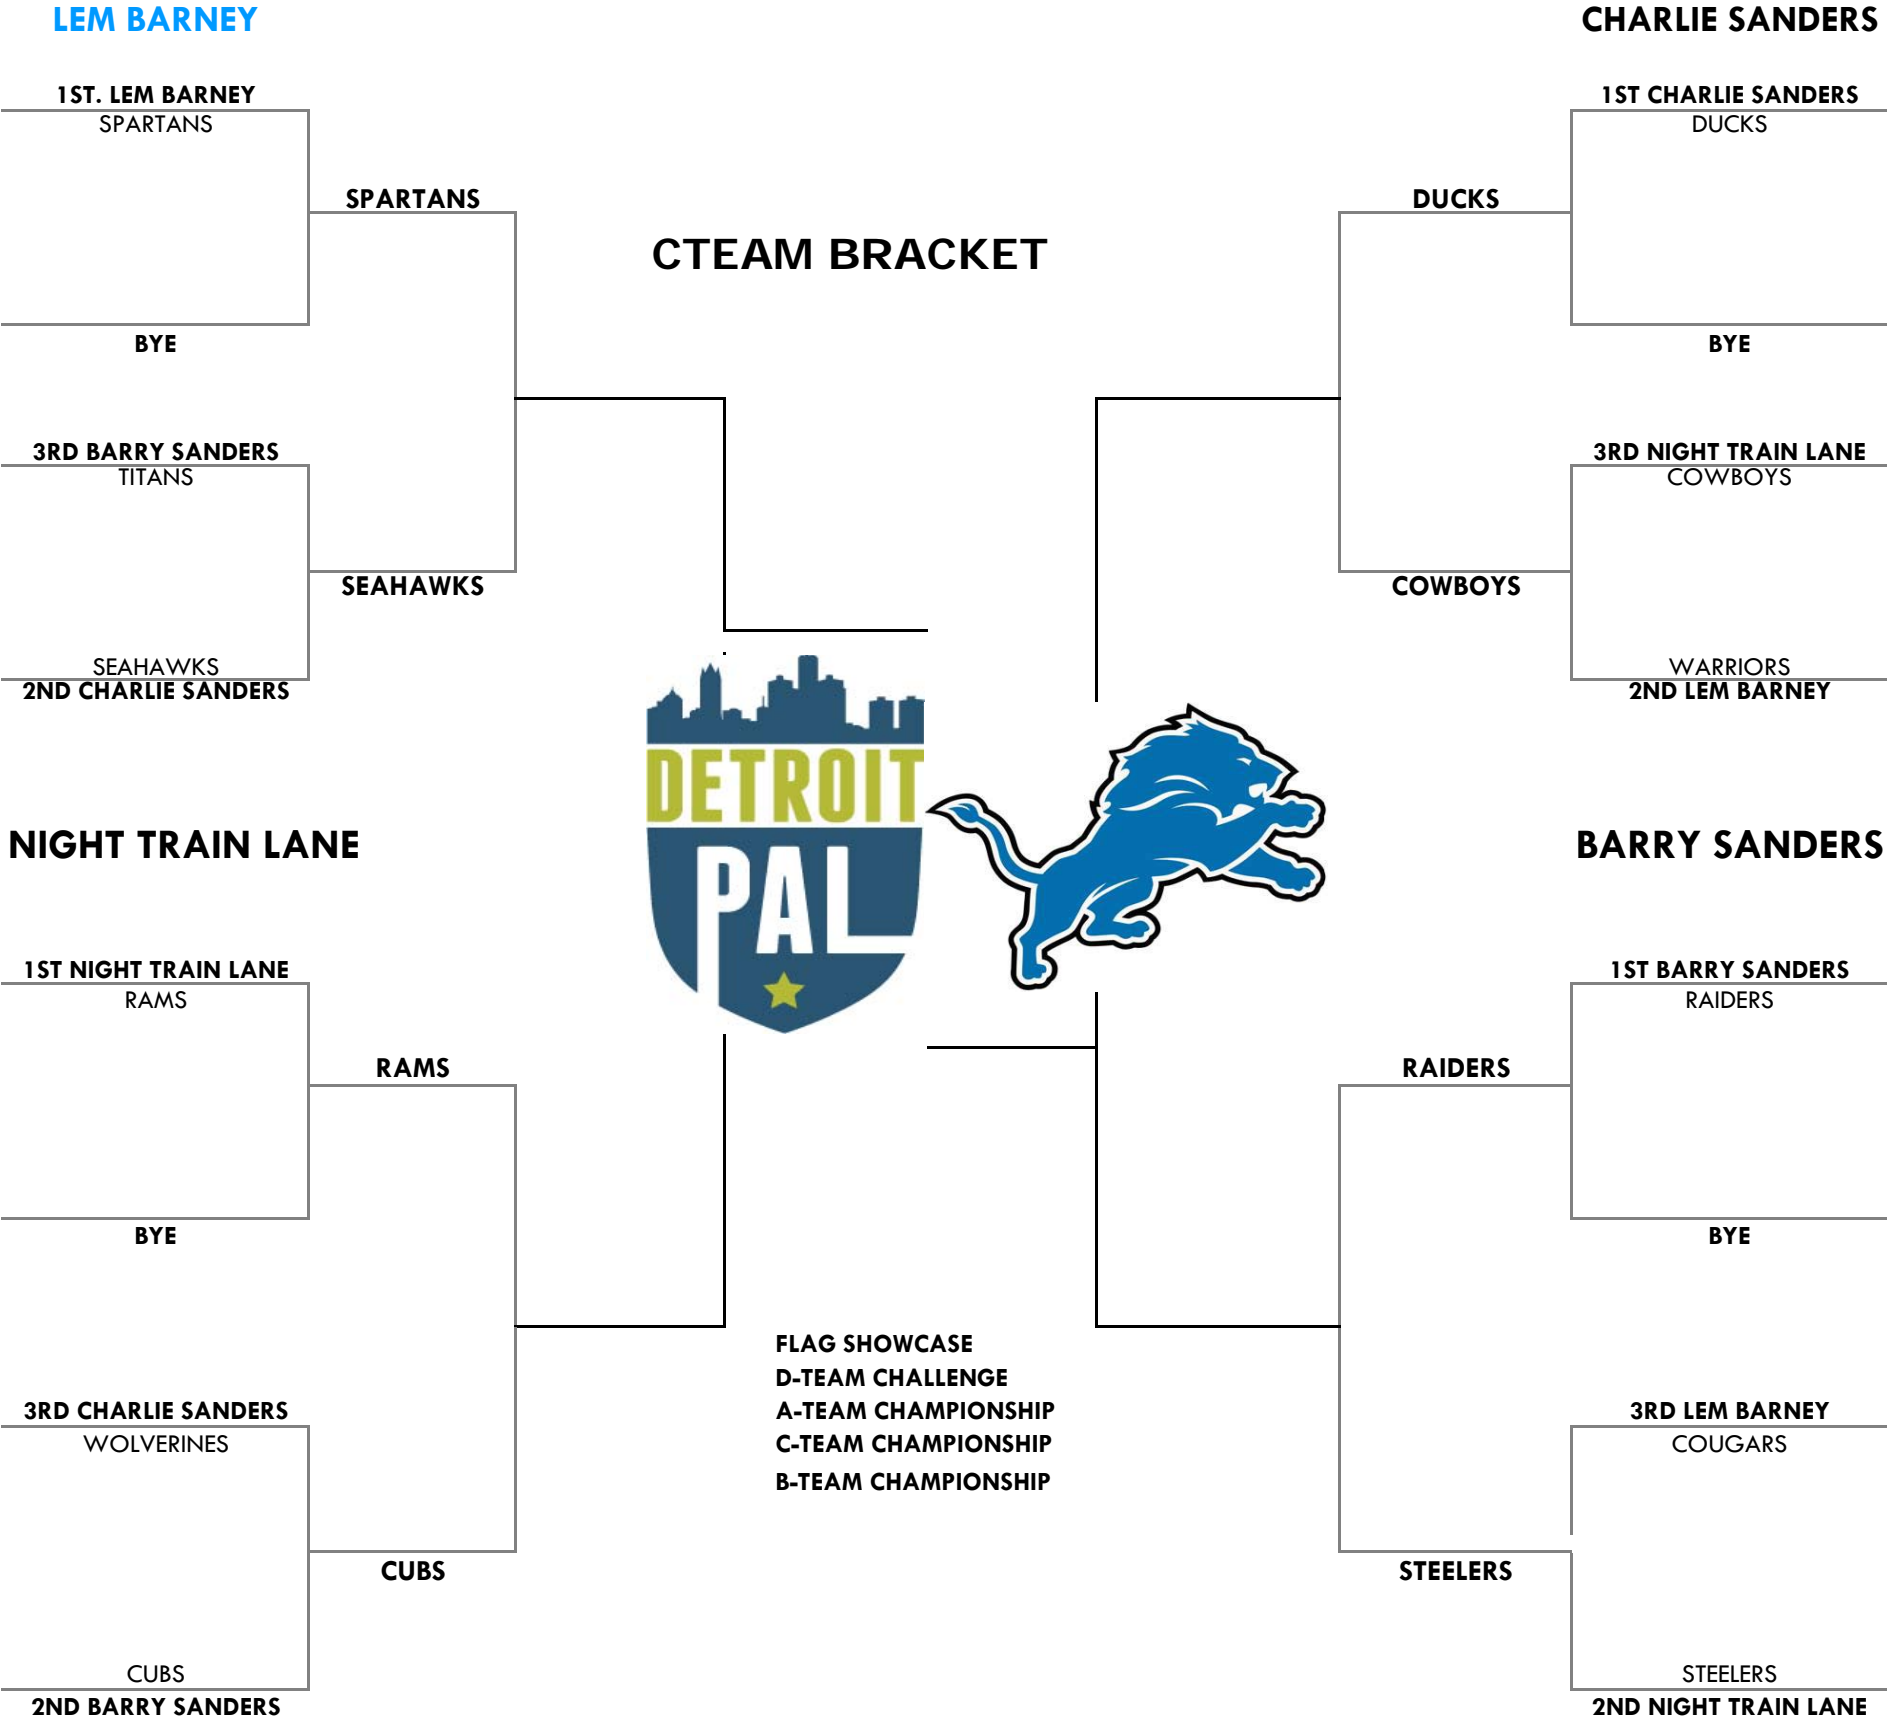 LEM BARNEY
CHARLIE SANDERS
1ST. LEM BARNEY
SPARTANS
1ST CHARLIE SANDERS
DUCKS
SPARTANS
DUCKS
CTEAM BRACKET
BYE
BYE
3RD BARRY SANDERS
TITANS
3RD NIGHT TRAIN LANE
COWBOYS
SEAHAWKS
COWBOYS
SEAHAWKS
2ND CHARLIE SANDERS
WARRIORS
2ND LEM BARNEY
DETROIT
PAL
NIGHT TRAIN LANE
BARRY SANDERS
1ST NIGHT TRAIN LANE
RAMS
1ST BARRY SANDERS
RAIDERS
RAMS
RAIDERS
BYE
BYE
FLAG SHOWCASE
D-TEAM CHALLENGE
A-TEAM CHAMPIONSHIP
C-TEAM CHAMPIONSHIP
B-TEAM CHAMPIONSHIP
3RD CHARLIE SANDERS
WOLVERINES
3RD LEM BARNEY
COUGARS
CUBS
STEELERS
CUBS
2ND BARRY SANDERS
STEELERS
2ND NIGHT TRAIN LANE